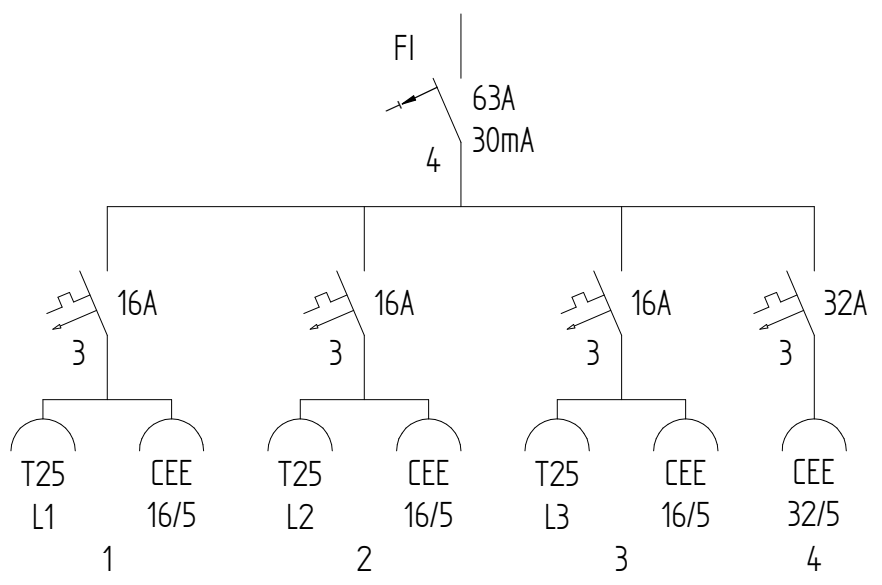 FI
63A
30mA
4
16A 16A 16A 32A
3 3 3 3
T25 CEE T25 CEE T25 CEE CEE
L1 16/5 L2 16/5 L3 16/5 32/5
1 2 3 4